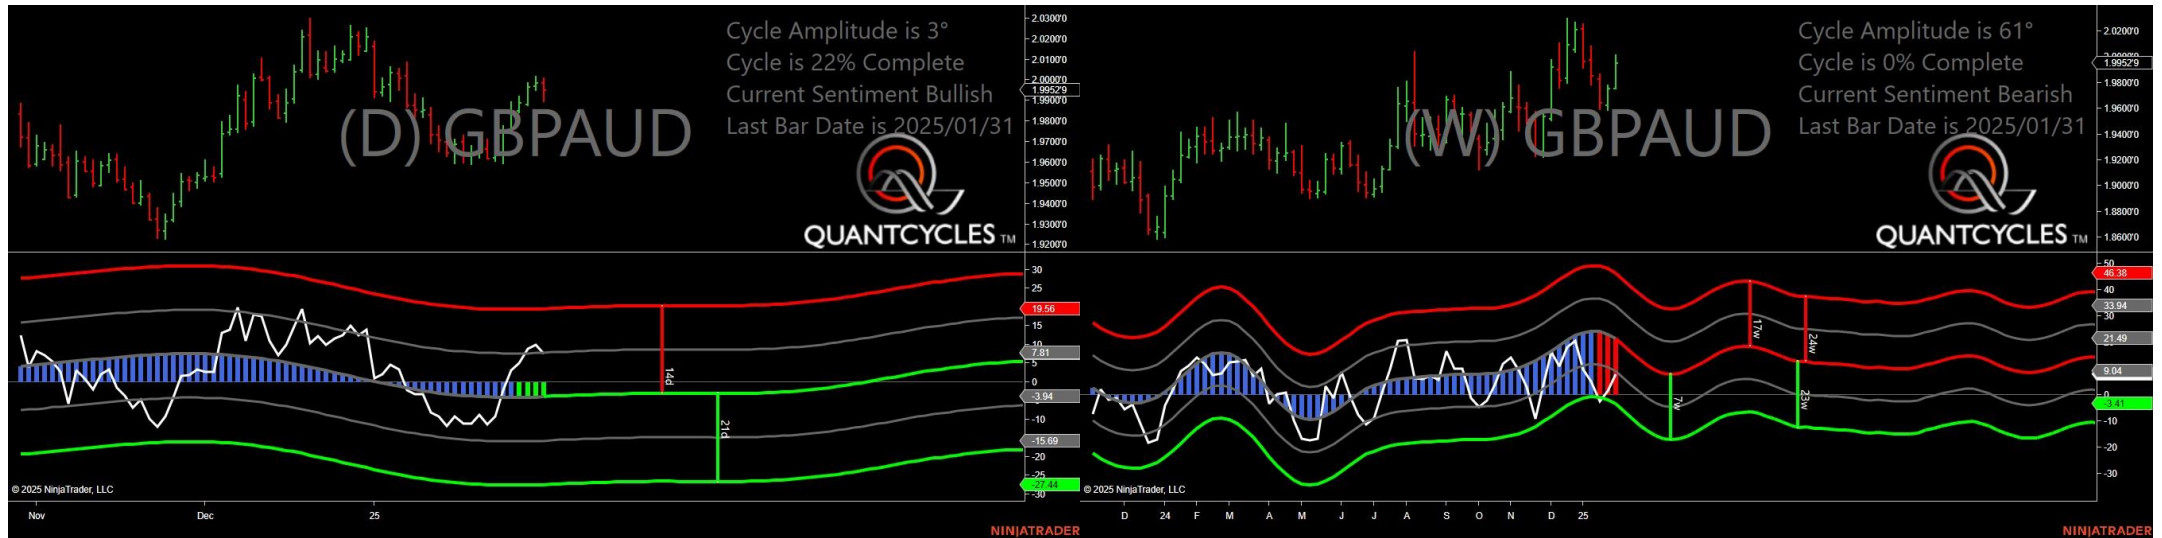 Cycle Amplitude is 3°
Cycle is 22% Complete
Current Sentiment Bullish
Last Bar Date is 2025/01/31
(D) GBPAUD
QUANTCYCLES TM
2.0300'0
2.0200'0
2.0100'0
2.0000'0
1.9952'9
1.9900'0
1.9800'0
1.9700'0
1.9600'0
1.9500'0
1.9400'0
1.9300'0
1.9200'0
30
25
19.56
15
10
7.81
5
0
-3.94
-10
-15.69
-20
-25
-27.44
-30
14d
21d
© 2025 NinjaTrader, LLC
Nov
Dec
25
NINJATRADER
Cycle Amplitude is 61°
Cycle is 0% Complete
Current Sentiment Bearish
Last Bar Date is 2025/01/31
(W) GBPAUD
QUANTCYCLES TM
2.0200'0
1.9952'9
1.9800'0
1.9600'0
1.9400'0
1.9200'0
1.9000'0
1.8800'0
1.8600'0
50
46.38
40
33.94
30
21.49
9.04
0
-3.41
-10
-20
-30
17w
24w
7w
23w
© 2025 NinjaTrader, LLC
D
24
F
M
A
M
J
J
A
S
O
N
D
25
NINJATRADER